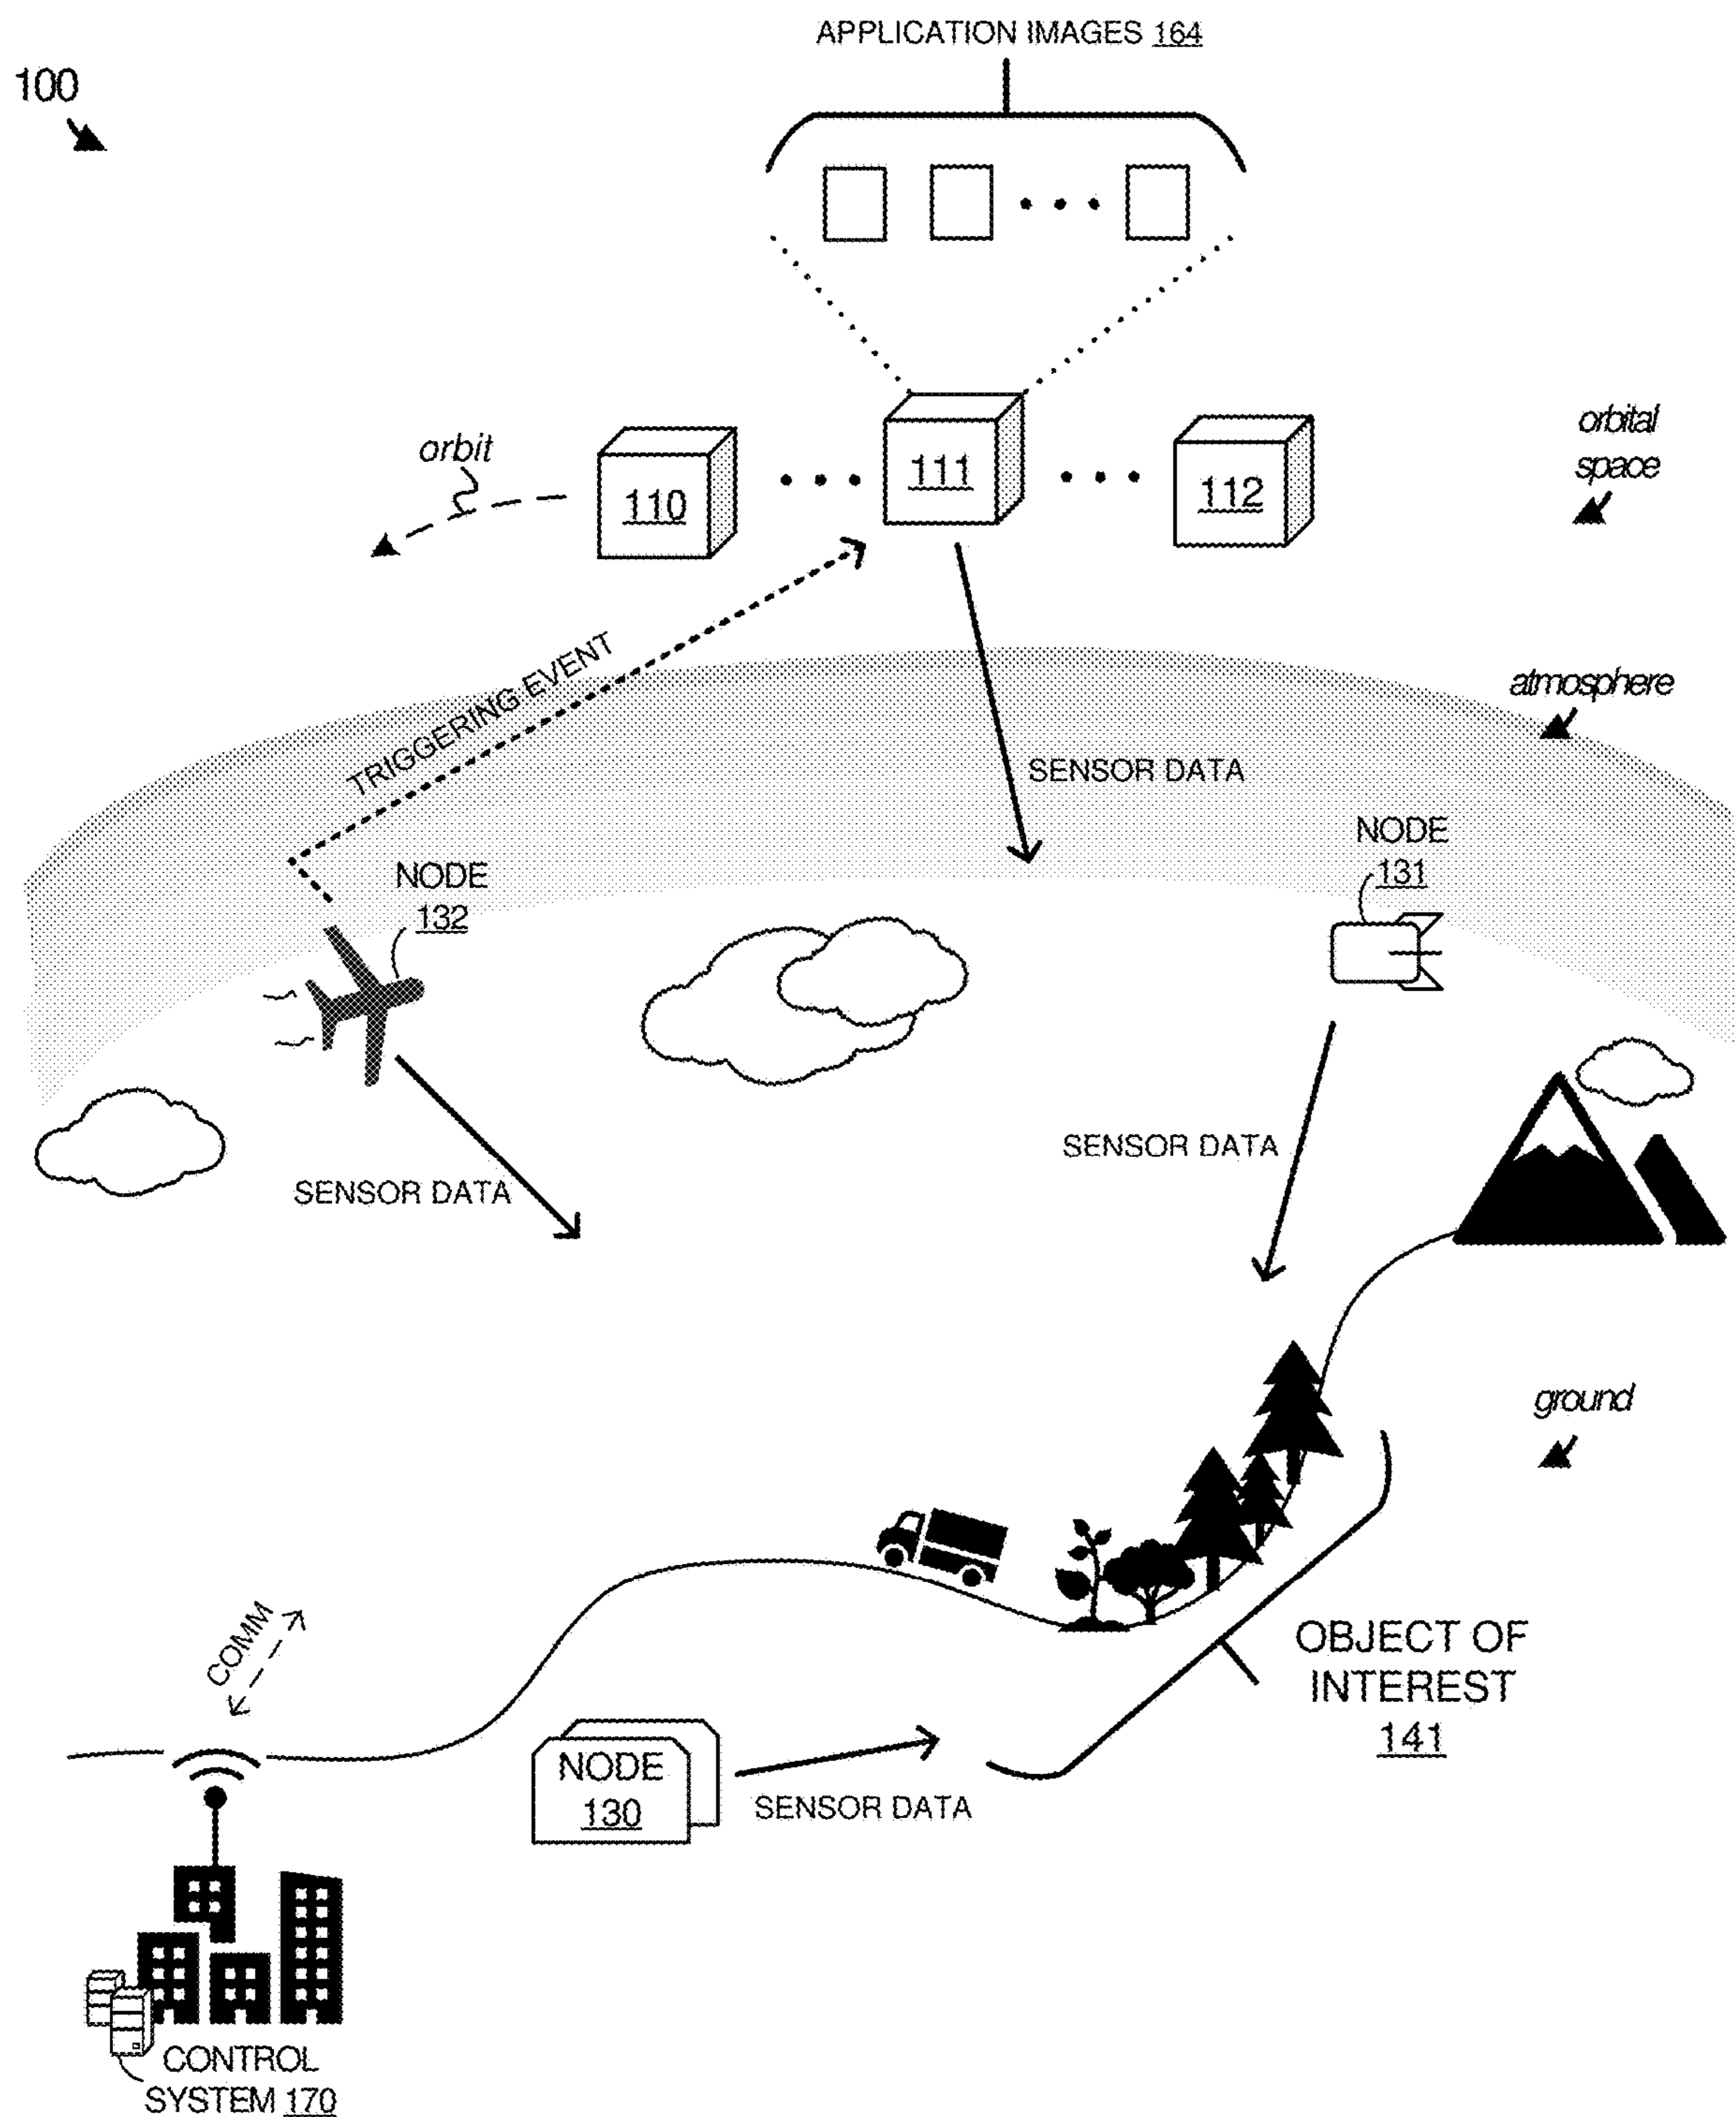 APPLICATION IMAGES 164
100
orbital
space
orbit
110
111
112
TRIGGERING EVENT
atmosphere
SENSOR DATA
NODE
131
NODE
132
SENSOR DATA
SENSOR DATA
ground
COMM
OBJECT OF
INTEREST
141
NODE
130
SENSOR DATA
CONTROL
SYSTEM 170